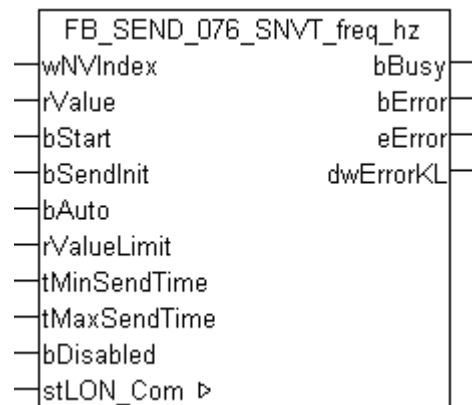 FB_SEND_076_SNVT_freq_hz
wNVIndex bBusy
rValue bError
bStart eError
bSendInit dwErrorKL
bAuto
rValueLimit
tMinSendTime
tMaxSendTime
bDisabled
stLON_Com ▷